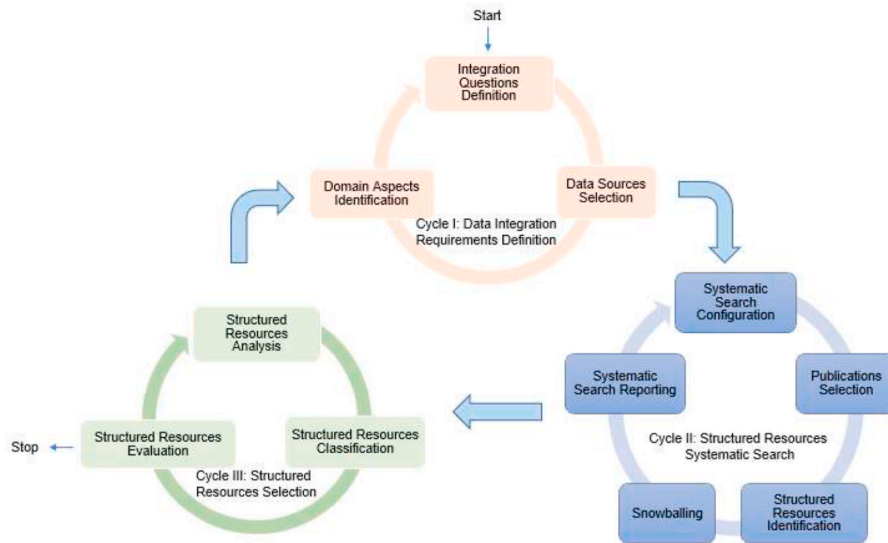 Start
Integration
Questions
Definition
Domain Aspects
Identification
Data Sources
Selection
Cycle I: Data Integration
Requirements Definition
Systematic
Search
Configuration
Publications
Selection
Structured
Resources
Identification
Snowballing
Systematic
Search Reporting
Cycle II: Structured Resources
Systematic Search
Structured
Resources
Analysis
Structured Resources
Classification
Structured Resources
Evaluation
Cycle III: Structured
Resources Selection
Stop